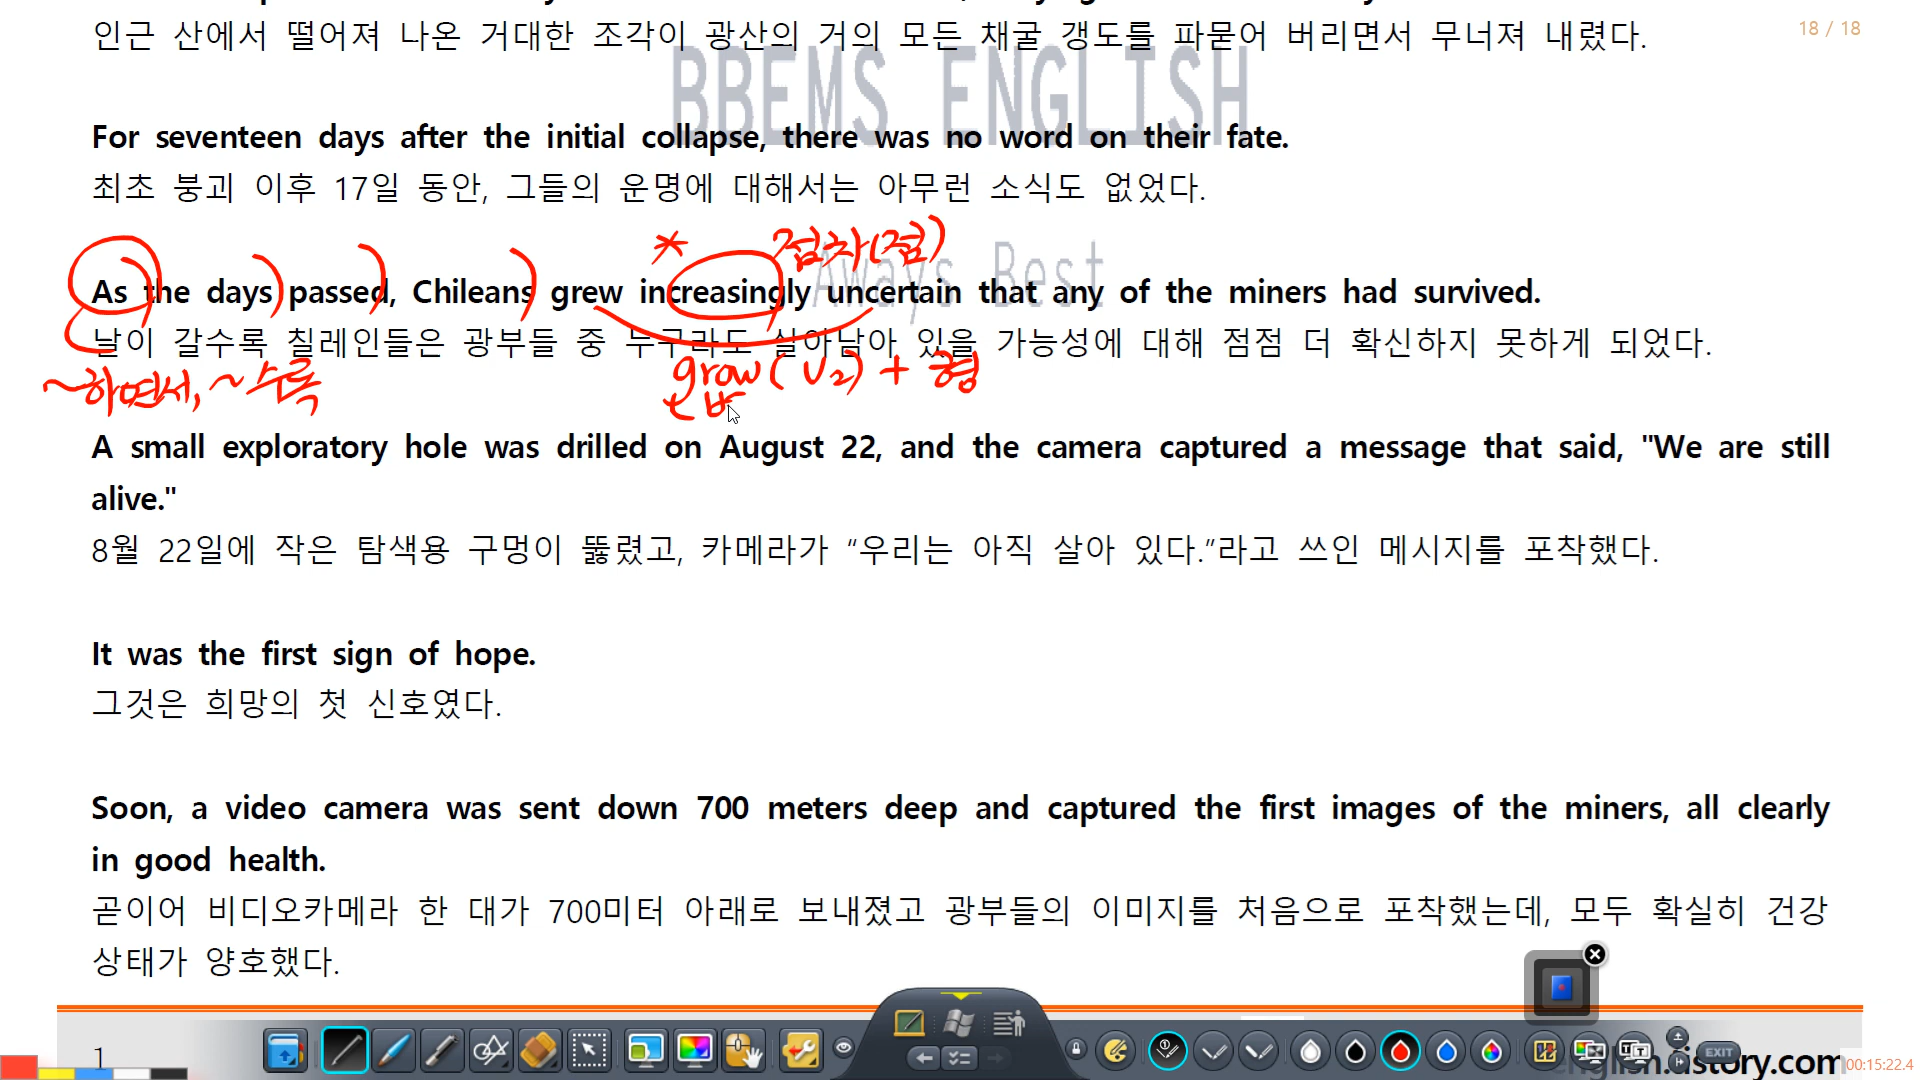 인근 산에서 떨어져 나온 거대한 조각이 광산의 거의 모든 채굴 갱도를 파묻어 버리면서 무너져 내렸다.
18 / 18
BBEMS ENGLISH
For seventeen days after the initial collapse, there was no word on their fate.
최초 붕괴 이후 17일 동안, 그들의 운명에 대해서는 아무런 소식도 없었다.
점차(점)
Aways Best
As the days passed, Chileans grew increasingly uncertain that any of the miners had survived.
날이 갈수록 칠레인들은 광부들 중 누구라도 살아남아 있을 가능성에 대해 점점 더 확신하지 못하게 되었다.
~하면서, ~수록
grow (V2) + 형
A small exploratory hole was drilled on August 22, and the camera captured a message that said, "We are still
alive."
8월 22일에 작은 탐색용 구멍이 뚫렸고, 카메라가 “우리는 아직 살아 있다.”라고 쓰인 메시지를 포착했다.
It was the first sign of hope.
그것은 희망의 첫 신호였다.
Soon, a video camera was sent down 700 meters deep and captured the first images of the miners, all clearly
in good health.
곧이어 비디오카메라 한 대가 700미터 아래로 보내졌고 광부들의 이미지를 처음으로 포착했는데, 모두 확실히 건강
상태가 양호했다.
1
EXIT
00:15:22.4